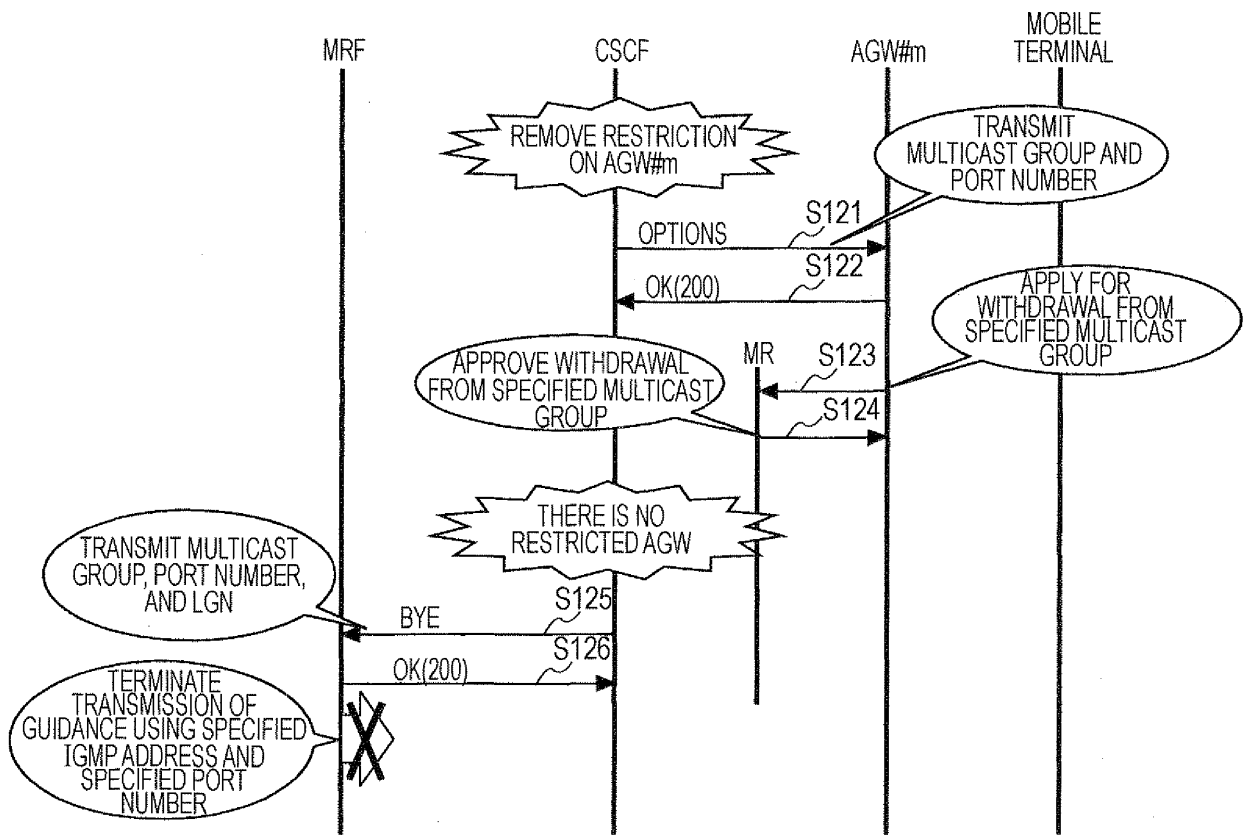 MOBILE
TERMINAL
MRF
CSCF
AGW#m
REMOVE RESTRICTION
ON AGW#m
TRANSMIT
MULTICAST GROUP AND
PORT NUMBER
S121
OPTIONS
S122
OK(200)
APPLY FOR
WITHDRAWAL FROM
SPECIFIED MULTICAST
GROUP
MR
S123
APPROVE WITHDRAWAL
FROM SPECIFIED MULTICAST
GROUP
S124
THERE IS NO
RESTRICTED AGW
TRANSMIT MULTICAST
GROUP, PORT NUMBER,
AND LGN
S125
BYE
S126
OK(200)
TERMINATE
TRANSMISSION OF
GUIDANCE USING SPECIFIED
IGMP ADDRESS AND
SPECIFIED PORT
NUMBER